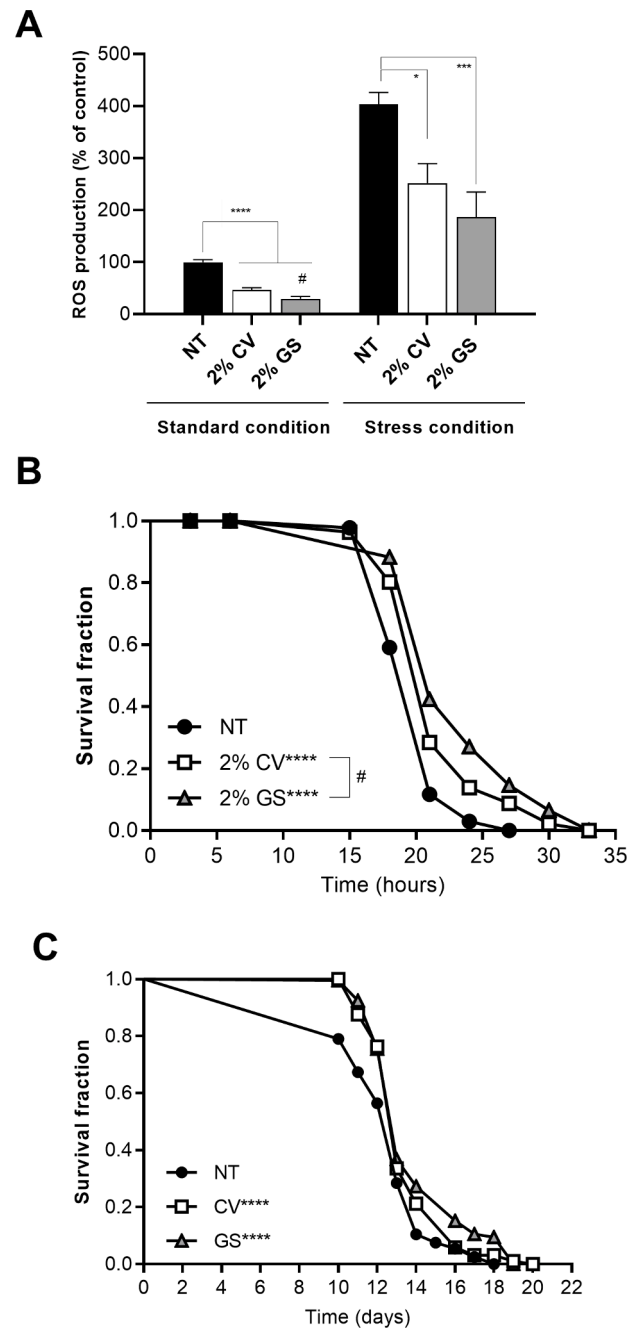 A
ROS production (% of control)
500
400
300
200
100
0
****
#
*
***
NT
2% CV
2% GS
NT
2% CV
2% GS
Standard condition
Stress condition
B
Survival fraction
1.0
0.8
0.6
0.4
0.2
0.0
NT
2% CV****
2% GS****
#
0 5 10 15 20 25 30 35
Time (hours)
C
Survival fraction
1.0
0.8
0.6
0.4
0.2
0.0
NT
CV****
GS****
0 2 10 12 14 16 18 20 22
Time (days)